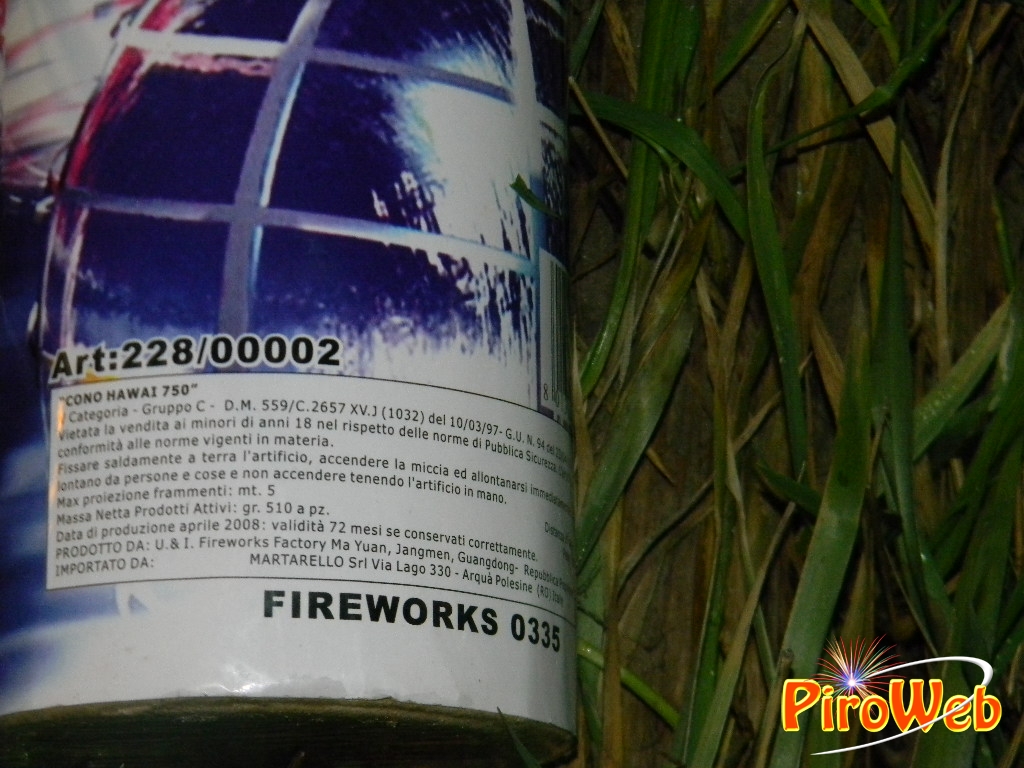 Art:228/00002
"CONO HAWAI 750"
Categoria - Gruppo C - D.M. 559/C.2657 XV.J (1032) del 10/03/97- G.U. N. 94 del
Vietata la vendita ai minori di anni 18 nel rispetto delle norme di Pubblica Sicurezza,
conformità alle norme vigenti in materia.
Fissare saldamente a terra l'artificio, accendere la miccia ed allontanarsi
lontano da persone e cose e non accendere tenendo l'artificio in mano.
Max proiezione frammenti: mt. 5
Massa Netta Prodotti Attivi: gr. 510 a pz.
Data di produzione aprile 2008: validità 72 mesi se conservati correttamente.
PRODOTTO DA: U.& I. Fireworks Factory Ma Yuan, Jangmen, Guangdong- Repubblica
IMPORTATO DA: MARTARELLO Srl Via Lago 330 - Arquà Polesine (RO)
FIREWORKS 0335
PiroWeb